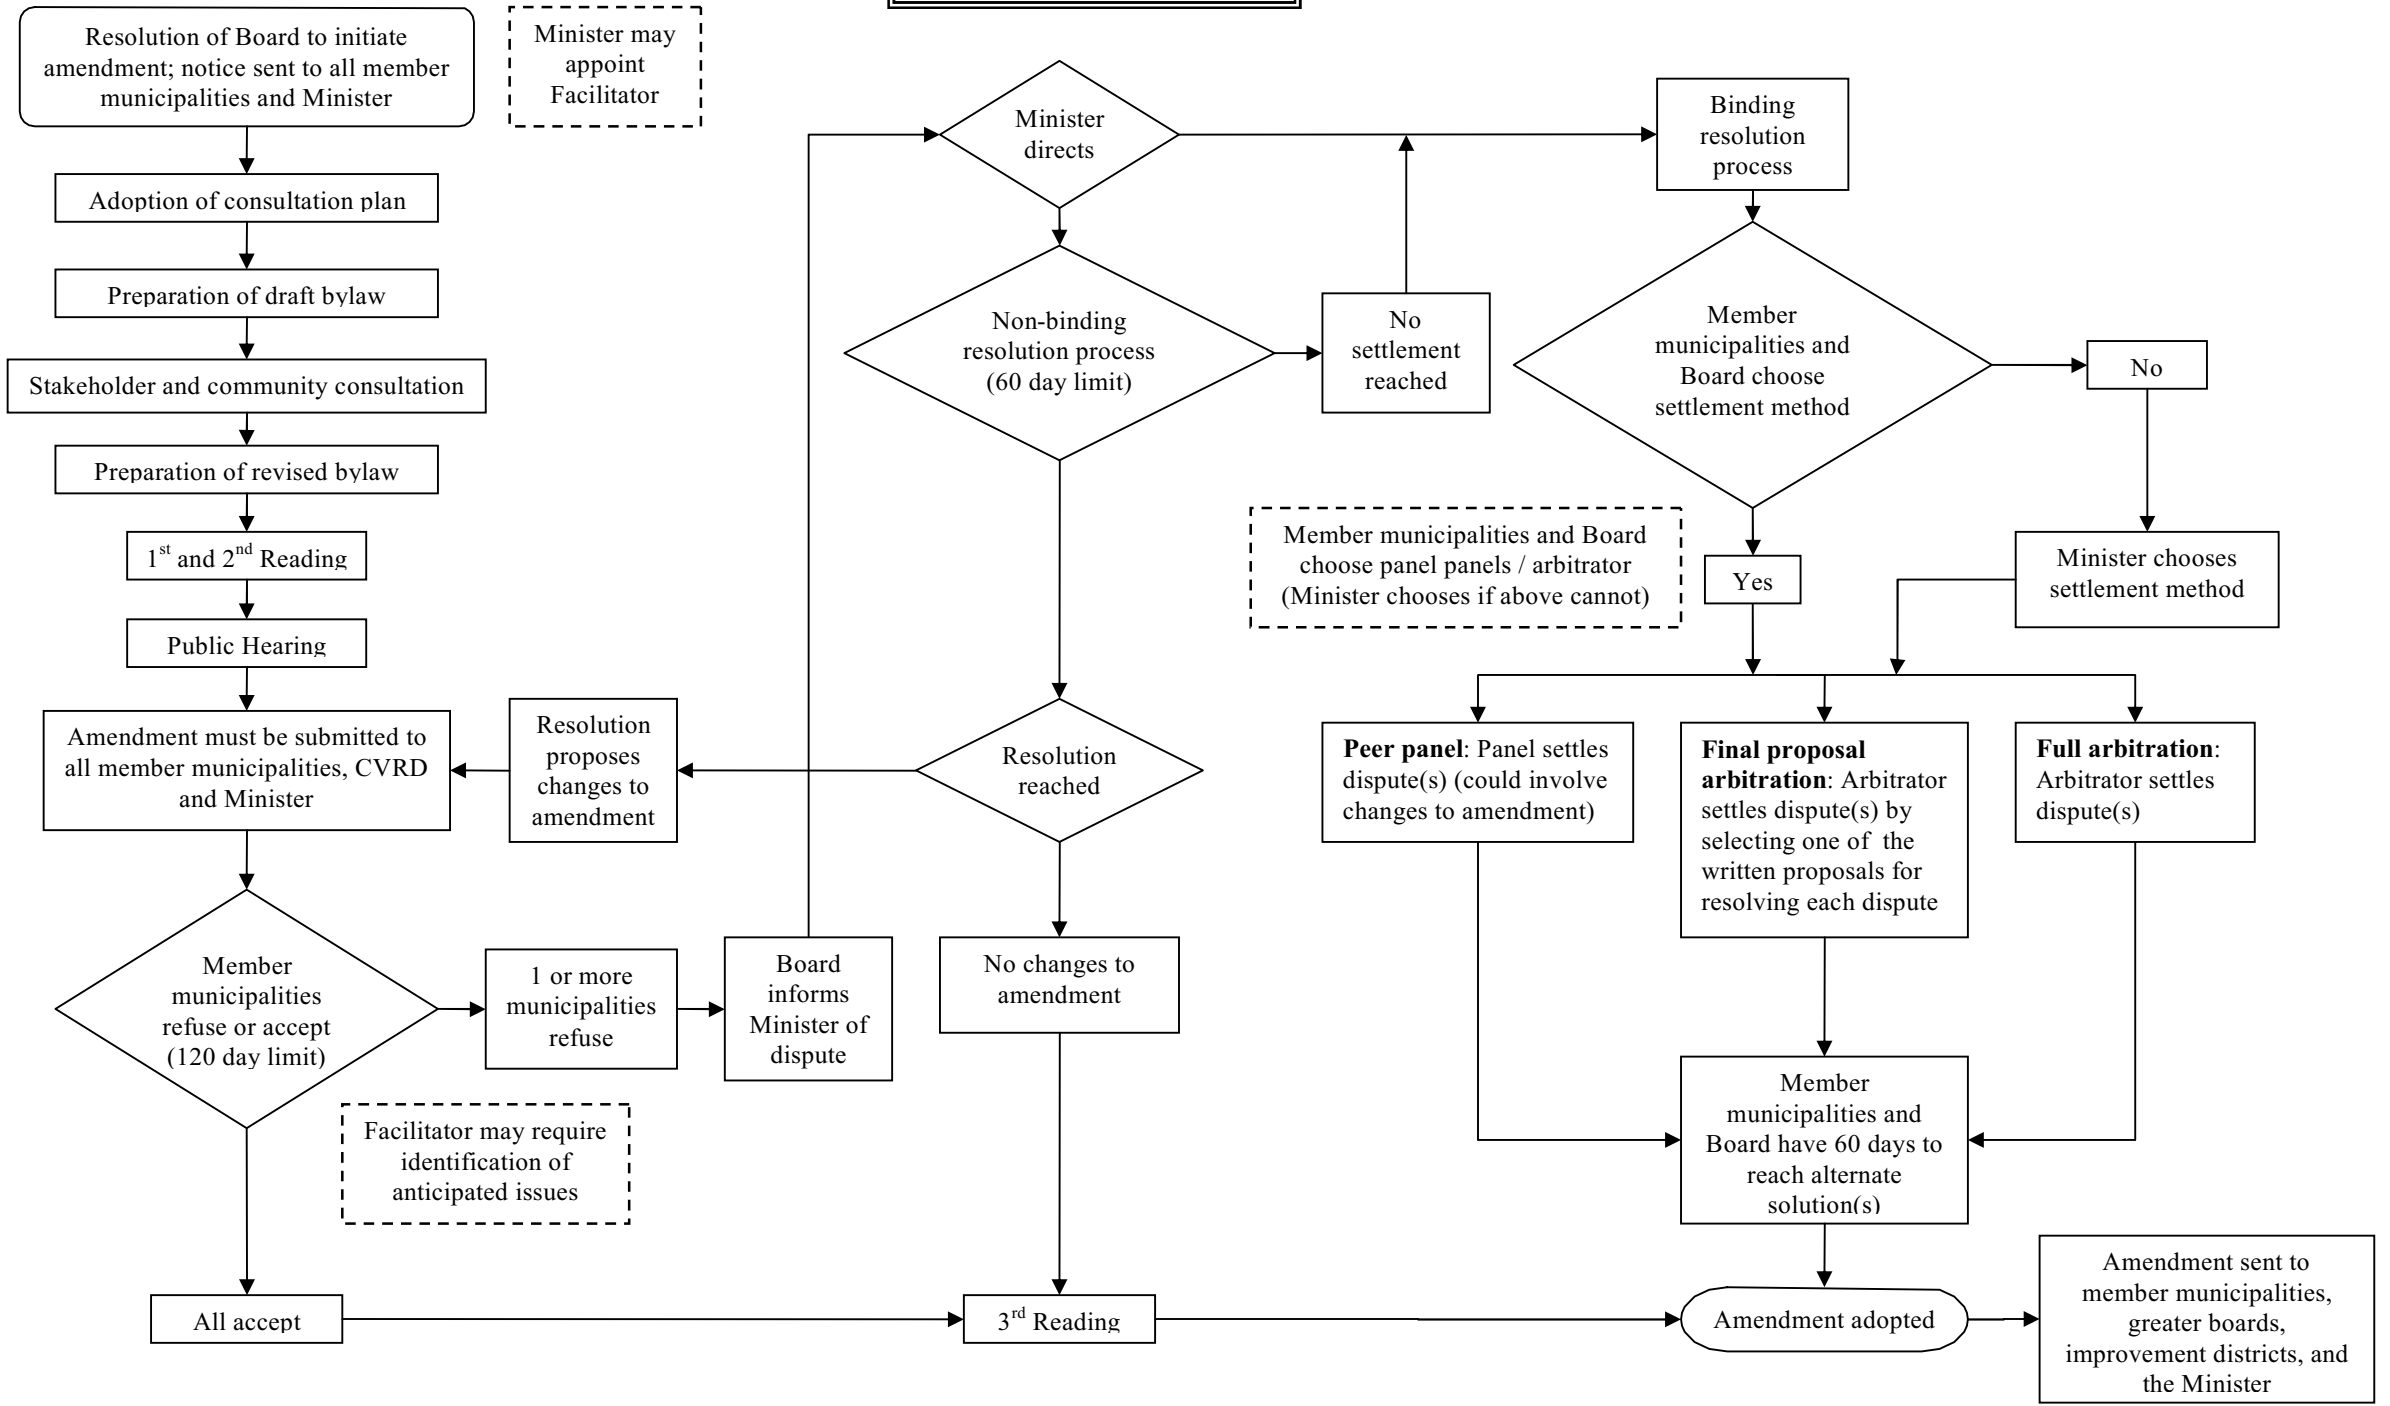 Resolution of Board to initiate
amendment; notice sent to all member
municipalities and Minister
Minister may
appoint
Facilitator
Adoption of consultation plan
Preparation of draft bylaw
Stakeholder and community consultation
Preparation of revised bylaw
1st and 2nd Reading
Public Hearing
Amendment must be submitted to
all member municipalities, CVRD
and Minister
Resolution
proposes
changes to
amendment
Member
municipalities
refuse or accept
(120 day limit)
1 or more
municipalities
refuse
Board
informs
Minister of
dispute
Facilitator may require
identification of
anticipated issues
All accept
Minister
directs
Non-binding
resolution process
(60 day limit)
No
settlement
reached
Resolution
reached
No changes to
amendment
3rd Reading
Binding
resolution
process
Member
municipalities and
Board choose
settlement method
No
Member municipalities and Board
choose panel panels / arbitrator
(Minister chooses if above cannot)
Yes
Minister chooses
settlement method
Peer panel: Panel settles
dispute(s) (could involve
changes to amendment)
Final proposal
arbitration: Arbitrator
settles dispute(s) by
selecting one of  the
written proposals for
resolving each dispute
Full arbitration:
Arbitrator settles
dispute(s)
Member
municipalities and
Board have 60 days to
reach alternate
solution(s)
Amendment adopted
Amendment sent to
member municipalities,
greater boards,
improvement districts, and
the Minister